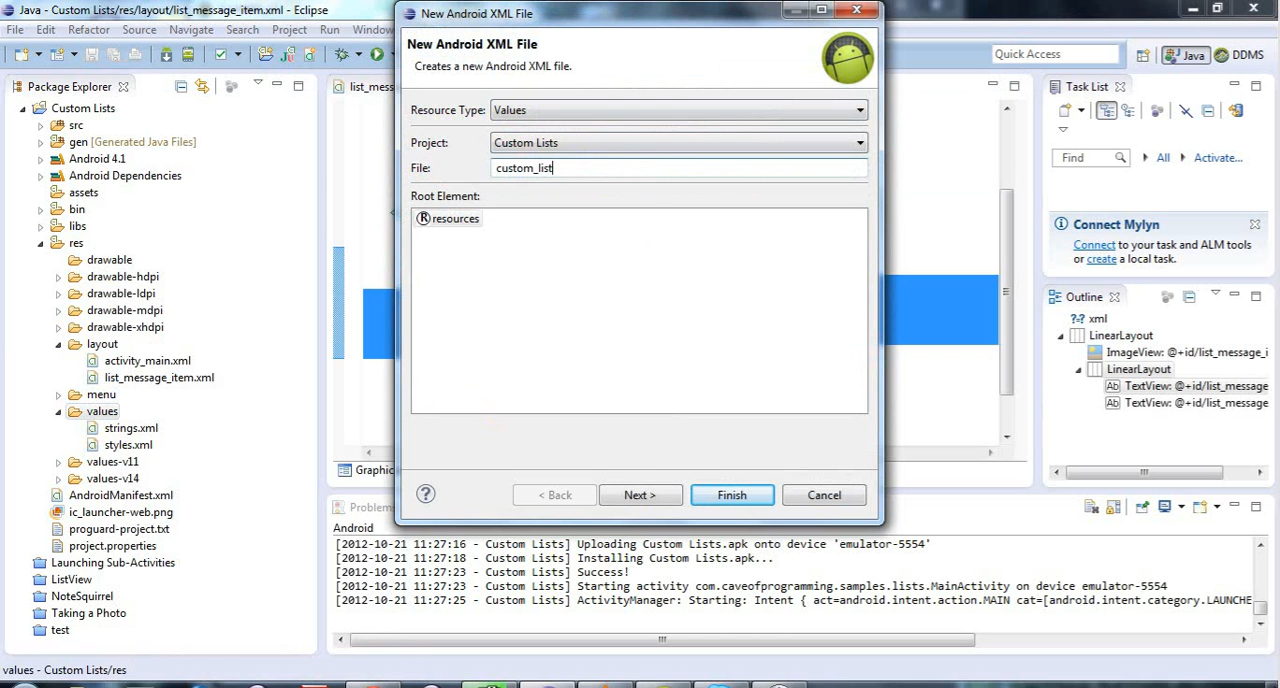 Java - Custom Lists/res/layout/list_message_item.xml - Eclipse
File Edit Refactor Source Navigate Search Project Run Window
Quick Access
Java
DDMS
Package Explorer
Custom Lists
src
gen [Generated Java Files]
Android 4.1
Android Dependencies
assets
bin
libs
res
drawable
drawable-hdpi
drawable-ldpi
drawable-mdpi
drawable-xhdpi
layout
activity_main.xml
list_message_item.xml
menu
values
strings.xml
styles.xml
values-v11
values-v14
AndroidManifest.xml
ic_launcher-web.png
proguard-project.txt
project.properties
Launching Sub-Activities
ListView
NoteSquirrel
Taking a Photo
test
values - Custom Lists/res
list_mess
Graphic
New Android XML File
New Android XML File
Creates a new Android XML file.
Resource Type: Values
Project: Custom Lists
File: custom_list
Root Element:
R resources
? < Back Next > Finish Cancel
Task List
Find All Activate...
Connect Mylyn
Connect to your task and ALM tools
or create a local task.
Outline
xml
LinearLayout
ImageView: @+id/list_message_i
LinearLayout
Ab TextView: @+id/list_message
Ab TextView: @+id/list_message
Problems
Android
[2012-10-21 11:27:16 - Custom Lists] Uploading Custom Lists.apk onto device 'emulator-5554'
[2012-10-21 11:27:18 - Custom Lists] Installing Custom Lists.apk...
[2012-10-21 11:27:23 - Custom Lists] Success!
[2012-10-21 11:27:23 - Custom Lists] Starting activity com.caveofprogramming.samples.lists.MainActivity on device emulator-5554
[2012-10-21 11:27:25 - Custom Lists] ActivityManager: Starting: Intent { act=android.intent.action.MAIN cat=[android.intent.category.LAUNCHE